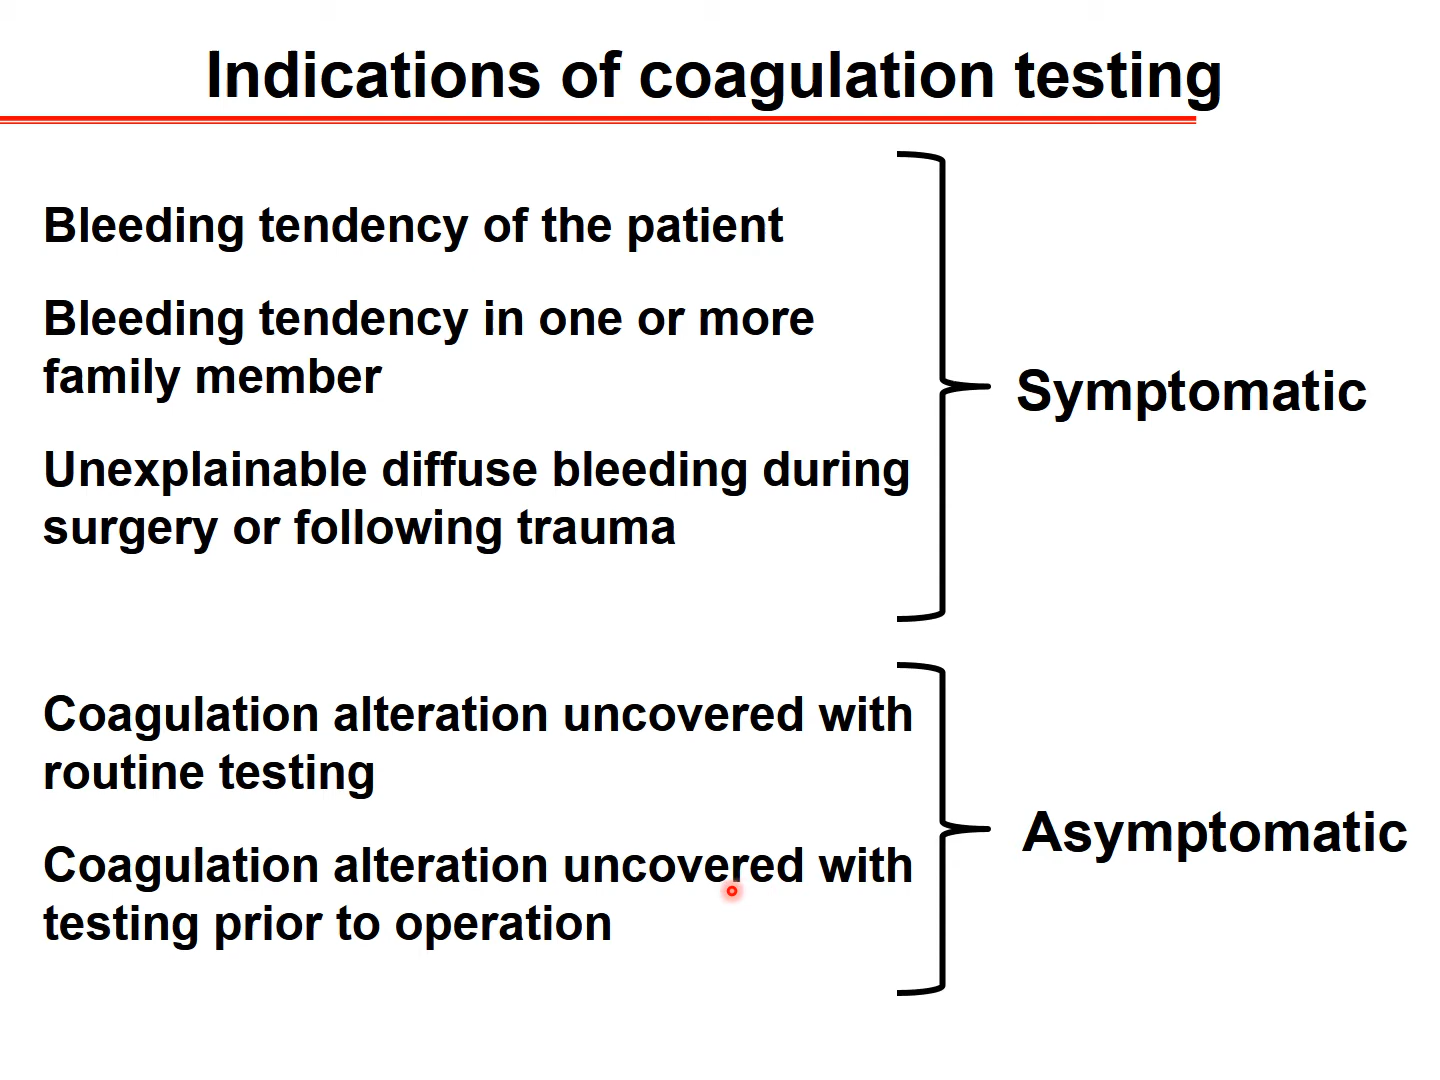 Indications of coagulation testing
Bleeding tendency of the patient
Bleeding tendency in one or more
family member
Unexplainable diffuse bleeding during
surgery or following trauma
Symptomatic
Coagulation alteration uncovered with
routine testing
Coagulation alteration uncovered with
testing prior to operation
Asymptomatic